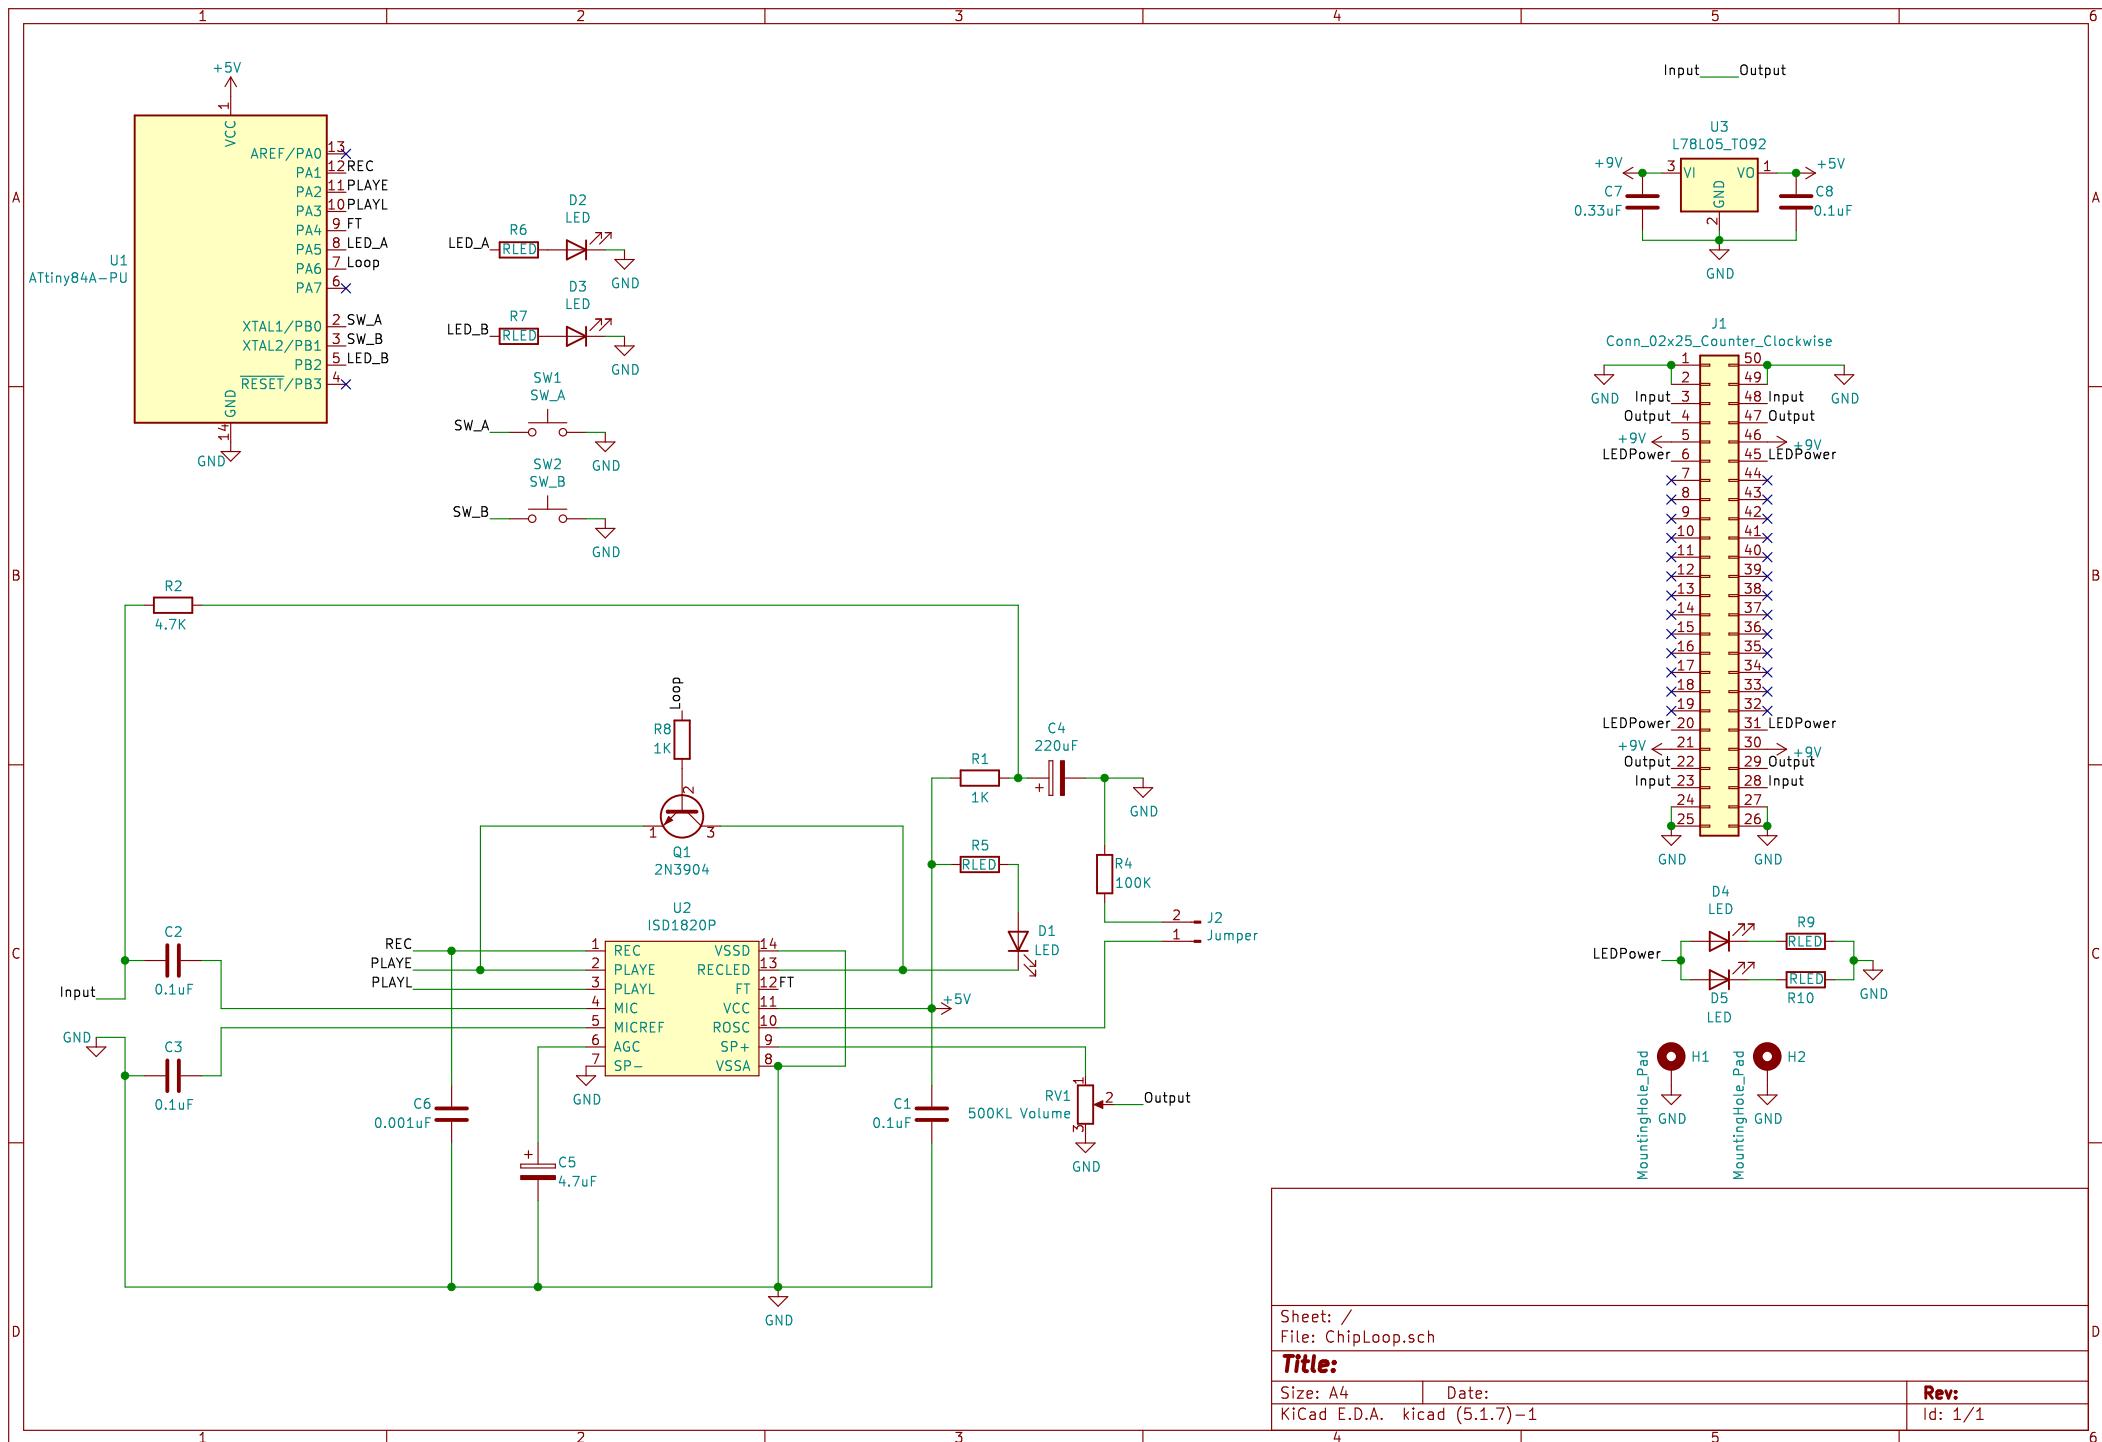 1 2 3 4 5 6
A
B
C
D
A
B
C
D
1 2 3 4 5 6
+5V
1
VCC
AREF/PA0 13
PA1 12 REC
PA2 11 PLAYE
PA3 10 PLAYL
PA4 9 FT
PA5 8 LED_A
PA6 7 Loop
PA7 6
XTAL1/PB0 2 SW_A
XTAL2/PB1 3 SW_B
PB2 5 LED_B
RESET/PB3 4
U1
ATtiny84A-PU
GND
14
GND
D2
LED
R6
LED_A RLED
GND
D3
LED
R7
LED_B RLED
GND
SW1
SW_A
SW_A
GND
SW2
SW_B
SW_B
GND
Input Output
U3
L78L05_TO92
+9V 3 VI VO 1 +5V
GND
2
C7
0.33uF
C8
0.1uF
GND
J1
Conn_02x25_Counter_Clockwise
1 50
GND 2 49 GND
Input 3 48 Input
Output 4 47 Output
+9V 5 46 +9V
LEDPower 6 45 LEDPower
7 44
8 43
9 42
10 41
11 40
12 39
13 38
14 37
15 36
16 35
17 34
18 33
19 32
LEDPower 20 31 LEDPower
+9V 21 30 +9V
Output 22 29 Output
Input 23 28 Input
24 27
25 26
GND GND
R2
4.7K
Loop
R8
1K
2
1 3
Q1
2N3904
R1
1K
C4
220uF
+
GND
R5
RLED
R4
100K
D1
LED
2 J2
1 Jumper
U2
ISD1820P
REC 1 REC VSSD 14
PLAYE 2 PLAYE RECLED 13
PLAYL 3 PLAYL FT 12 FT
4 MIC VCC 11 +5V
5 MICREF ROSC 10
6 AGC SP+ 9
7 SP- VSSA 8
GND
C2
0.1uF
Input
GND
C3
0.1uF
C6
0.001uF
+
C5
4.7uF
C1
0.1uF
RV1
500KL Volume
1
2 Output
3
GND
GND
D4
LED
R9
RLED
LEDPower
RLED
D5
LED
R10
GND
MountingHole_Pad
H1
GND
MountingHole_Pad
H2
GND
Sheet: /
File: ChipLoop.sch
Title:
Size: A4 Date: Rev:
KiCad E.D.A. kicad (5.1.7)-1 Id: 1/1